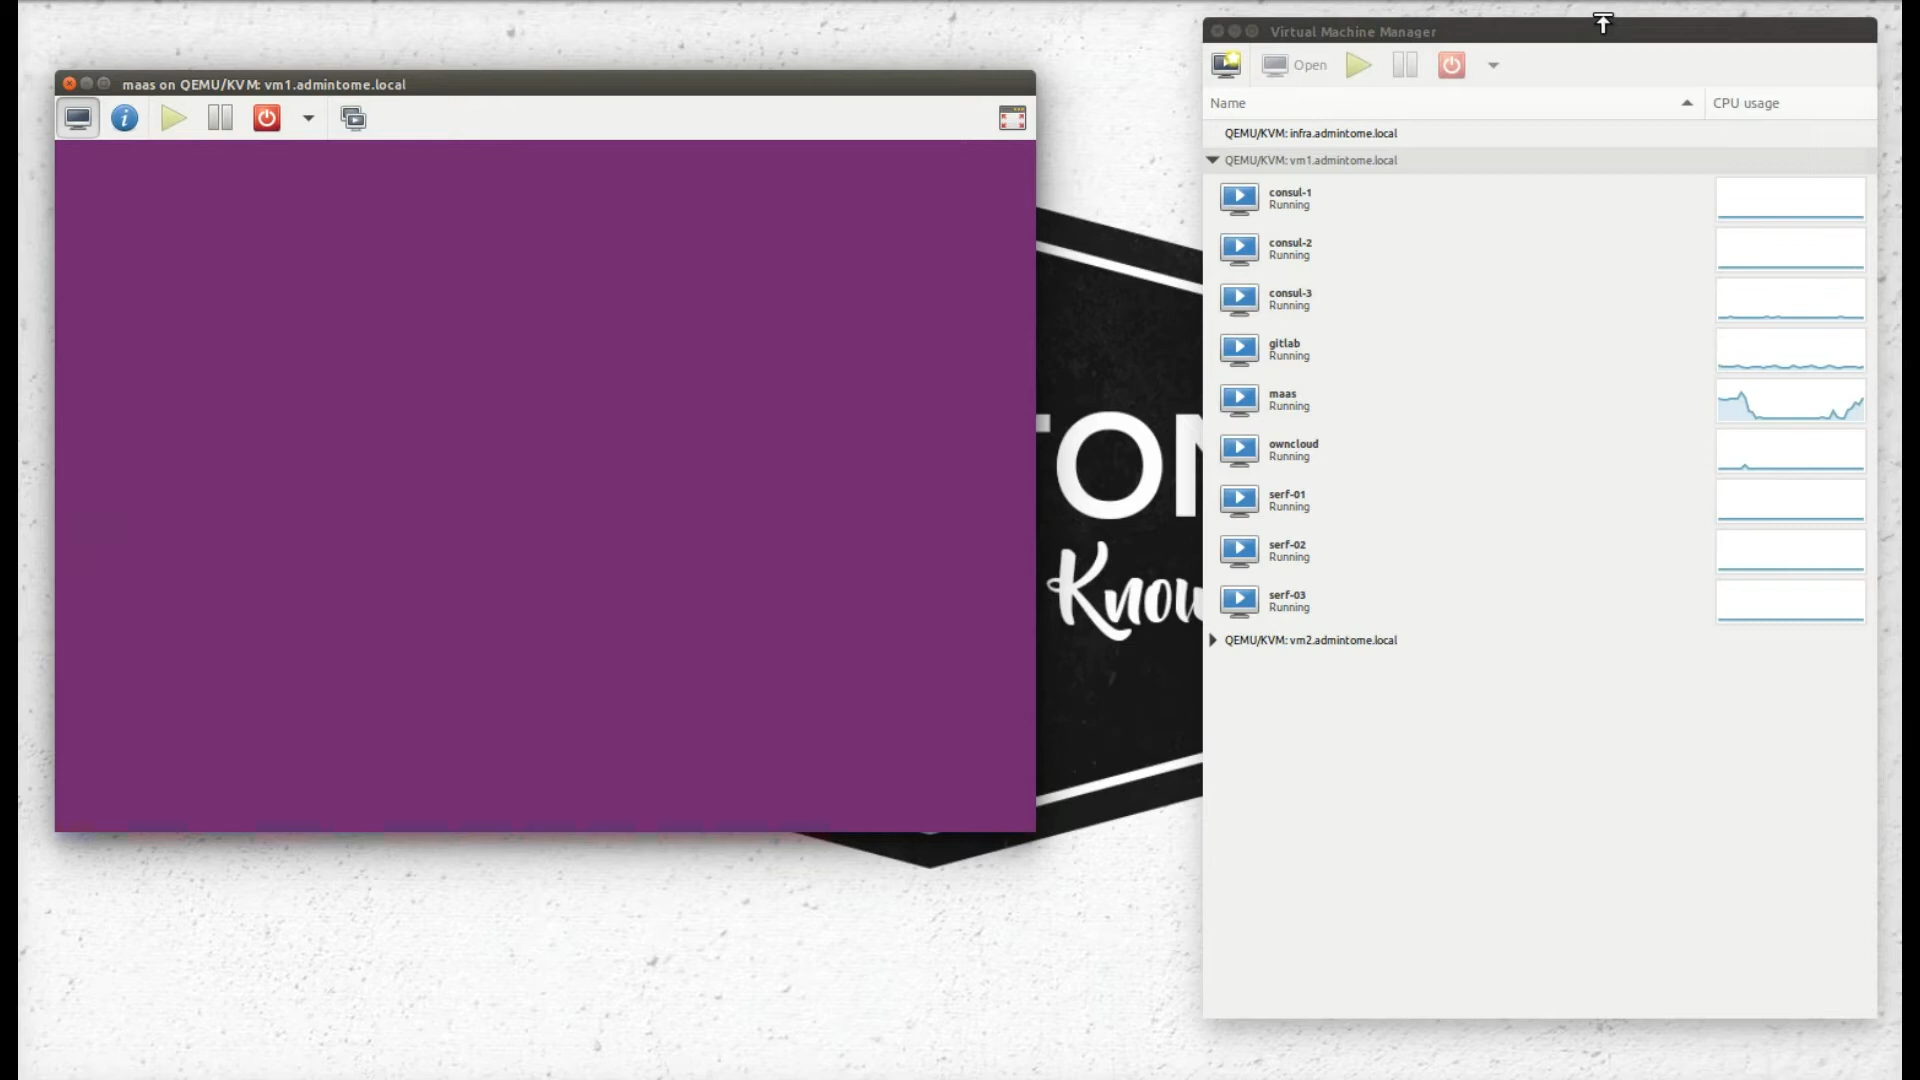 maas on QEMU/KVM: vm1.admintome.local
Virtual Machine Manager
Open
Name
CPU usage
QEMU/KVM: infra.admintome.local
QEMU/KVM: vm1.admintome.local
consul-1
Running
consul-2
Running
consul-3
Running
gitlab
Running
maas
Running
owncloud
Running
serf-01
Running
serf-02
Running
serf-03
Running
QEMU/KVM: vm2.admintome.local